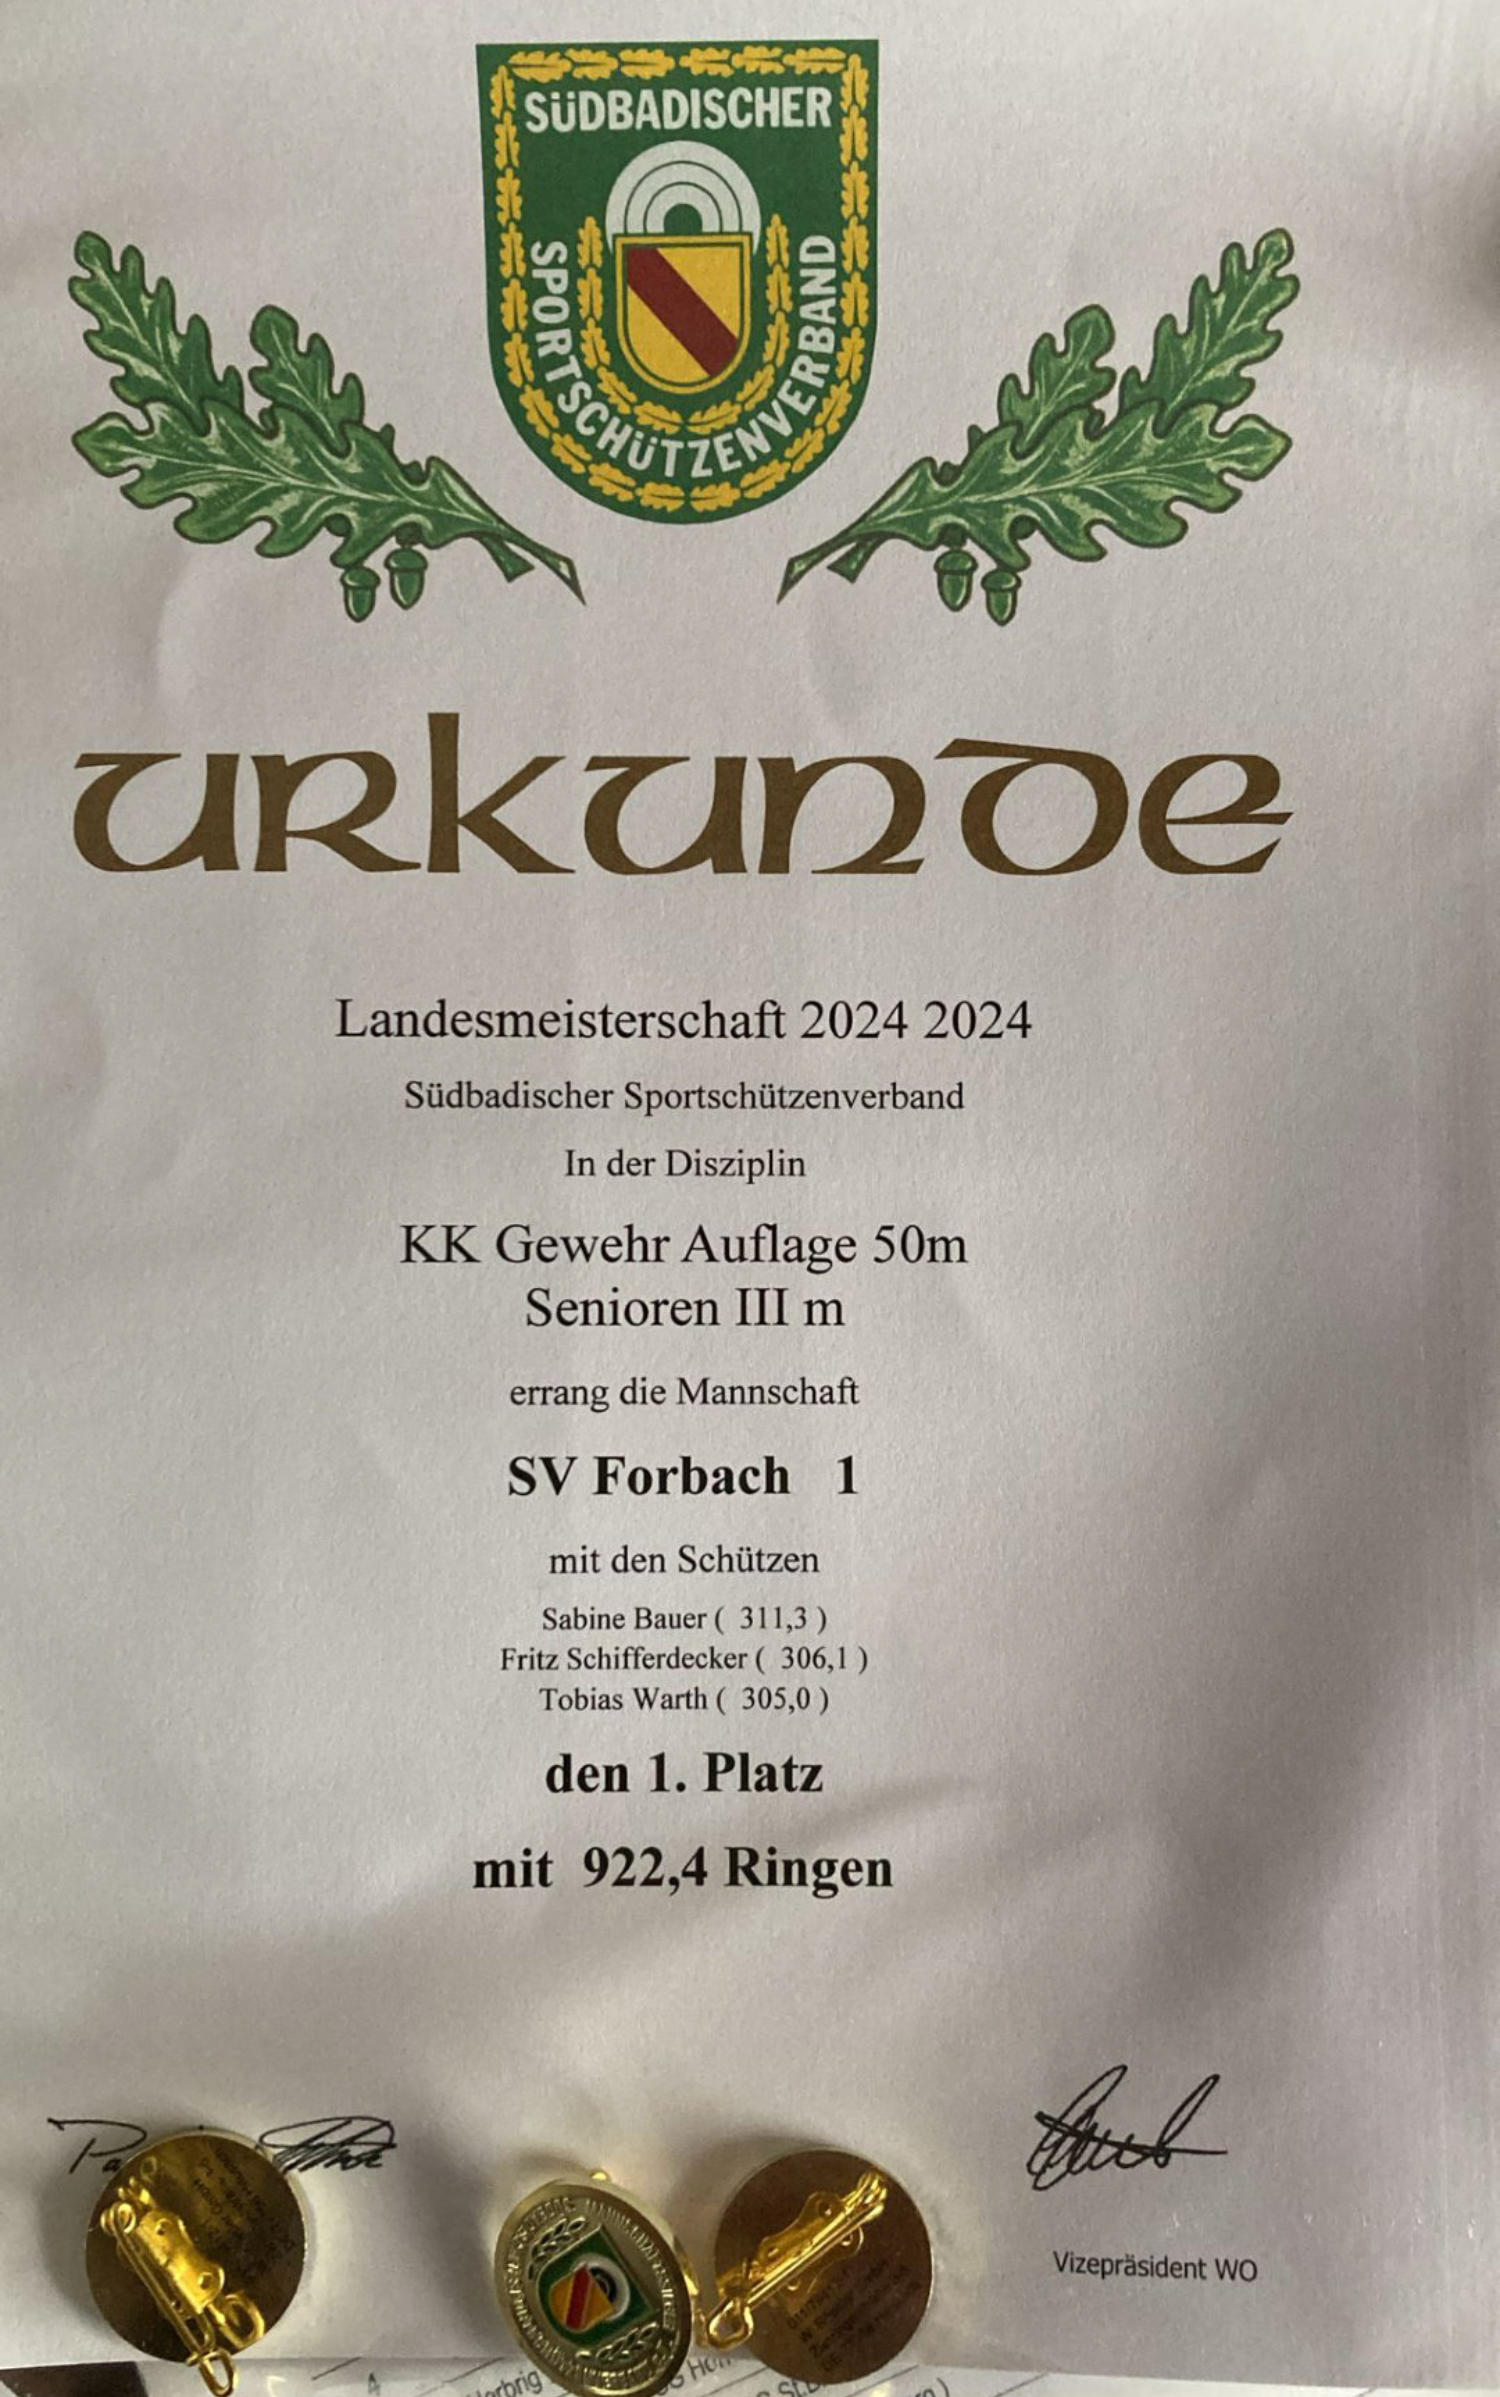 SÜDBADISCHER
SPORTSCHÜTZENVERBAND
URKUNDE
Landesmeisterschaft 2024 2024
Südbadischer Sportschützenverband
In der Disziplin
KK Gewehr Auflage 50m
Senioren III m
errang die Mannschaft
SV Forbach 1
mit den Schützen
Sabine Bauer ( 311,3 )
Fritz Schifferdecker ( 306,1 )
Tobias Warth ( 305,0 )
den 1. Platz
mit 922,4 Ringen
Vizepräsident WO